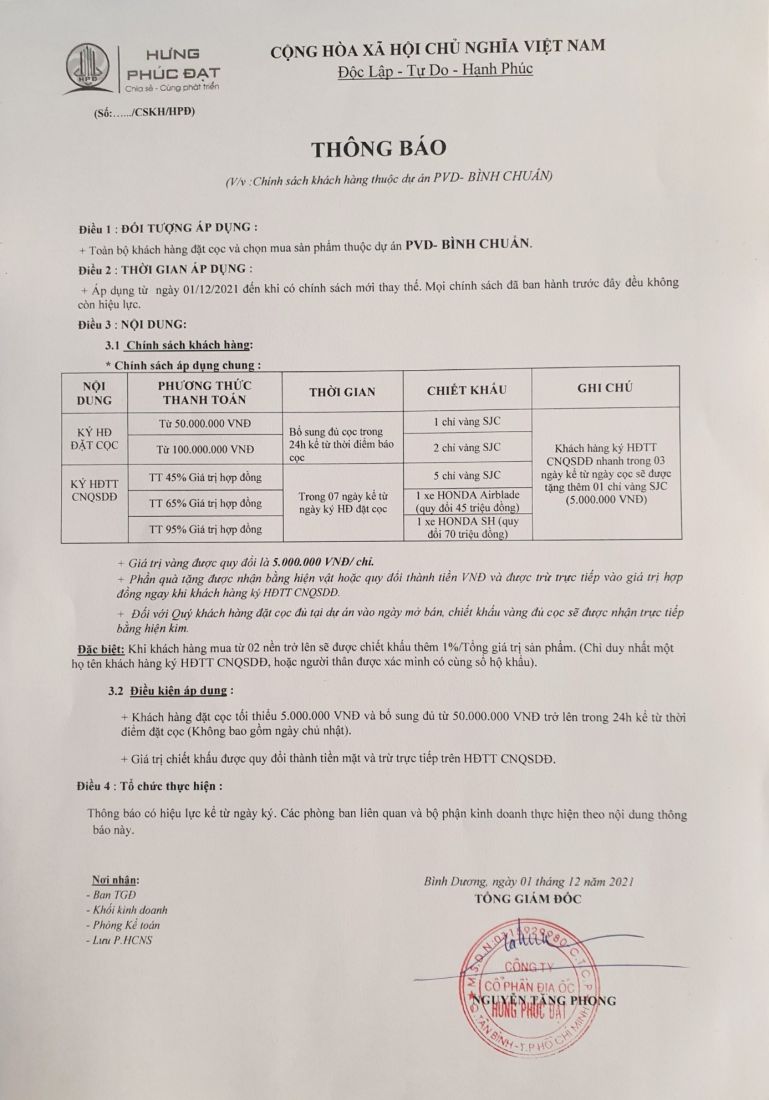 HƯNG
PHÚC ĐẠT
Chia sẻ - Cùng phát triển
HPD
CỘNG HÒA XÃ HỘI CHỦ NGHĨA VIỆT NAM
Độc Lập - Tự Do - Hạnh Phúc
(Số:....../CSKH/HPĐ)
THÔNG BÁO
(V/v :Chính sách khách hàng thuộc dự án PVD- BÌNH CHUẨN)
Điều 1 : ĐỐI TƯỢNG ÁP DỤNG :
+ Toàn bộ khách hàng đặt cọc và chọn mua sản phẩm thuộc dự án PVD- BÌNH CHUẨN.
Điều 2 : THỜI GIAN ÁP DỤNG :
+ Áp dụng từ ngày 01/12/2021 đến khi có chính sách mới thay thế. Mọi chính sách đã ban hành trước đây đều không
còn hiệu lực.
Điều 3 : NỘI DUNG:
3.1 Chính sách khách hàng:
* Chính sách áp dụng chung :
NỘI
DUNG
PHƯƠNG THỨC
THANH TOÁN
THỜI GIAN
CHIẾT KHẤU
GHI CHÚ
KÝ HĐ
ĐẶT CỌC
Từ 50.000.000 VNĐ
Từ 100.000.000 VNĐ
Bổ sung đủ cọc trong
24h kể từ thời điểm báo
cọc
1 chỉ vàng SJC
2 chỉ vàng SJC
Khách hàng ký HĐTT
CNQSDĐ nhanh trong 03
ngày kể từ ngày cọc sẽ được
tặng thêm 01 chỉ vàng SJC
(5.000.000 VNĐ)
KÝ HĐTT
CNQSDĐ
TT 45% Giá trị hợp đồng
TT 65% Giá trị hợp đồng
TT 95% Giá trị hợp đồng
Trong 07 ngày kể từ
ngày ký HĐ đặt cọc
5 chỉ vàng SJC
1 xe HONDA Airblade
(quy đổi 45 triệu đồng)
1 xe HONDA SH (quy
đổi 70 triệu đồng)
+ Giá trị vàng được quy đổi là 5.000.000 VNĐ/ chỉ.
+ Phần quà tặng được nhận bằng hiện vật hoặc quy đổi thành tiền VNĐ và được trừ trực tiếp vào giá trị hợp
đồng ngay khi khách hàng ký HĐTT CNQSDĐ.
+ Đối với Quý khách hàng đặt cọc đủ tại dự án vào ngày mở bán, chiết khấu vàng đủ cọc sẽ được nhận trực tiếp
bằng hiện kim.
Đặc biệt: Khi khách hàng mua từ 02 nền trở lên sẽ được chiết khấu thêm 1%/Tổng giá trị sản phẩm. (Chỉ duy nhất một
họ tên khách hàng ký HĐTT CNQSDĐ, hoặc người thân được xác minh có cùng sổ hộ khẩu).
3.2 Điều kiện áp dụng :
+ Khách hàng đặt cọc tối thiểu 5.000.000 VNĐ và bổ sung đủ từ 50.000.000 VNĐ trở lên trong 24h kể từ thời
điểm đặt cọc (Không bao gồm ngày chủ nhật).
+ Giá trị chiết khấu được quy đổi thành tiền mặt và trừ trực tiếp trên HĐTT CNQSDĐ.
Điều 4 : Tổ chức thực hiện :
Thông báo có hiệu lực kể từ ngày ký. Các phòng ban liên quan và bộ phận kinh doanh thực hiện theo nội dung thông
báo này.
Nơi nhận:
- Ban TGĐ
- Khối kinh doanh
- Phòng Kế toán
- Lưu P.HCNS
Bình Dương, ngày 01 tháng 12 năm 2021
TỔNG GIÁM ĐỐC
CÔNG TY
CỔ PHẦN ĐỊA ỐC
HƯNG PHÚC ĐẠT
NGUYỄN TĂNG PHONG
TÂN BÌNH - T.P HỒ CHÍ MINH